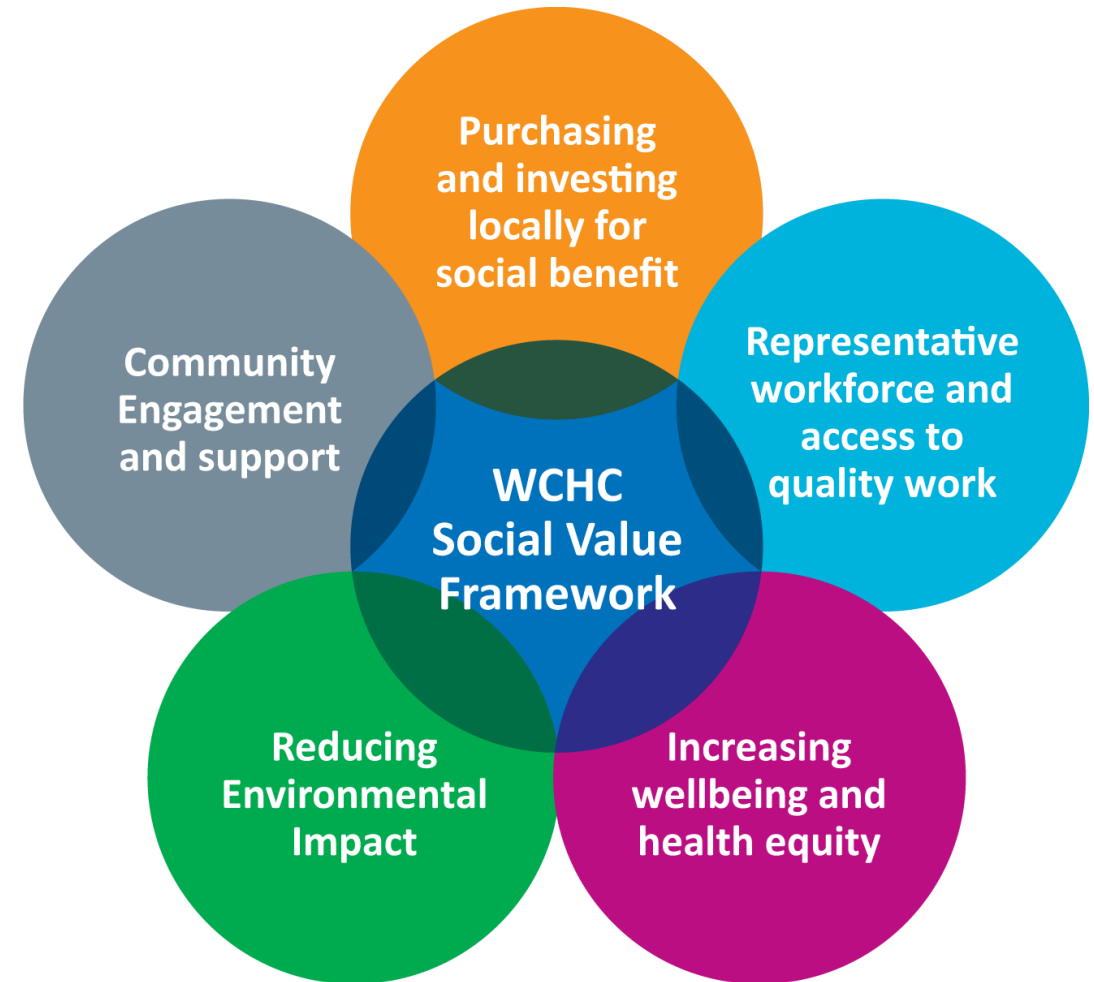 Purchasing
and investing
locally for
social benefit
Representative
workforce and
access to
quality work
Increasing
wellbeing and
health equity
Reducing
Environmental
Impact
Community
Engagement
and support
WCHC
Social Value
Framework